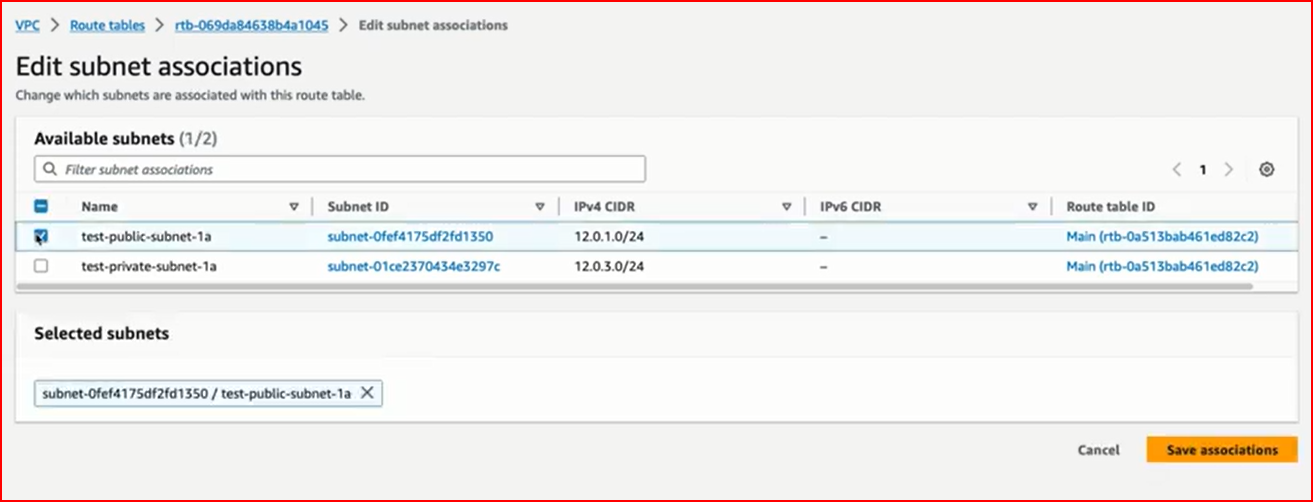 VPC > Route tables > rtb-069da84638b4a1045 > Edit subnet associations
Edit subnet associations
Change which subnets are associated with this route table.
Available subnets (1/2)
Filter subnet associations
1
Name Subnet ID IPv4 CIDR IPv6 CIDR Route table ID
test-public-subnet-1a subnet-0fef4175df2fd1350 12.0.1.0/24 – Main (rtb-0a513bab461ed82c2)
test-private-subnet-1a subnet-01ce2370434e3297c 12.0.3.0/24 – Main (rtb-0a513bab461ed82c2)
Selected subnets
subnet-0fef4175df2fd1350 / test-public-subnet-1a X
Cancel Save associations